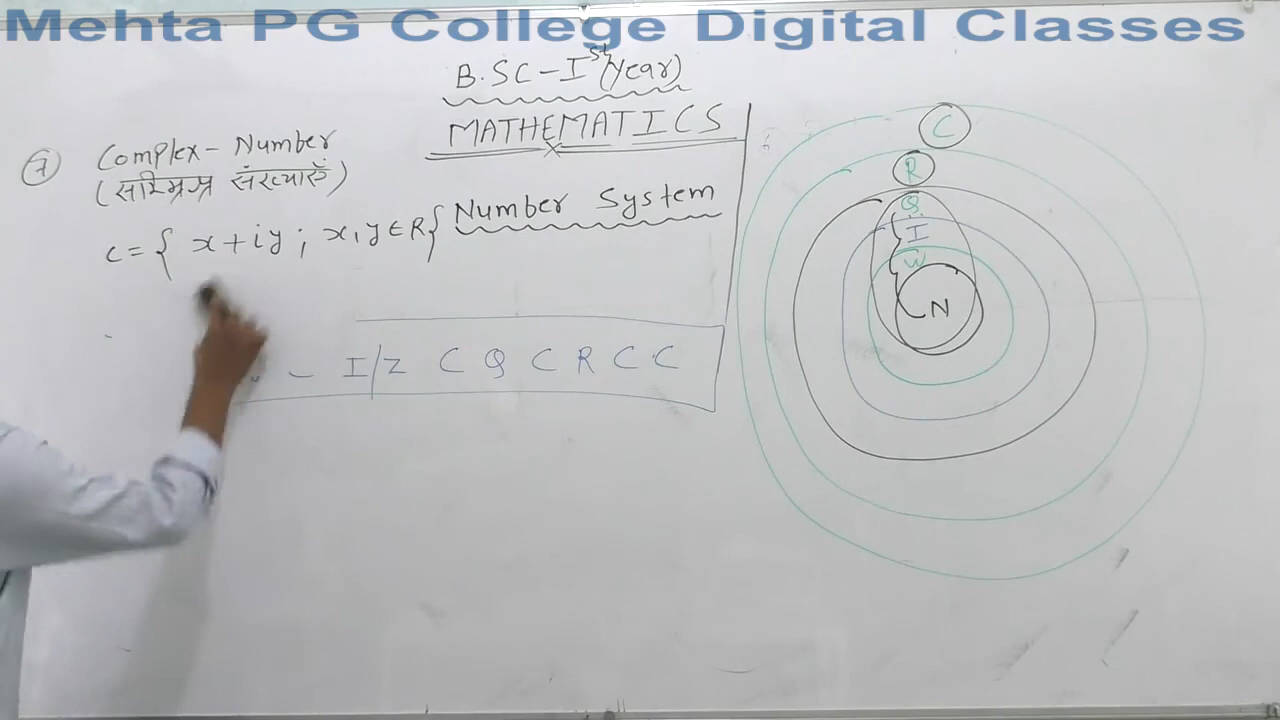 Mehta PG College Digital Classes
B.SC-Iˢᵗ(Year)
MATHEMATICS
Number System
7 Complex-Number
(सम्मिश्र संख्याएँ)
C={x+iy; x,y∈R}
I/Z ⊂ Q ⊂ R ⊂ C
C
R
Q
I
W
N